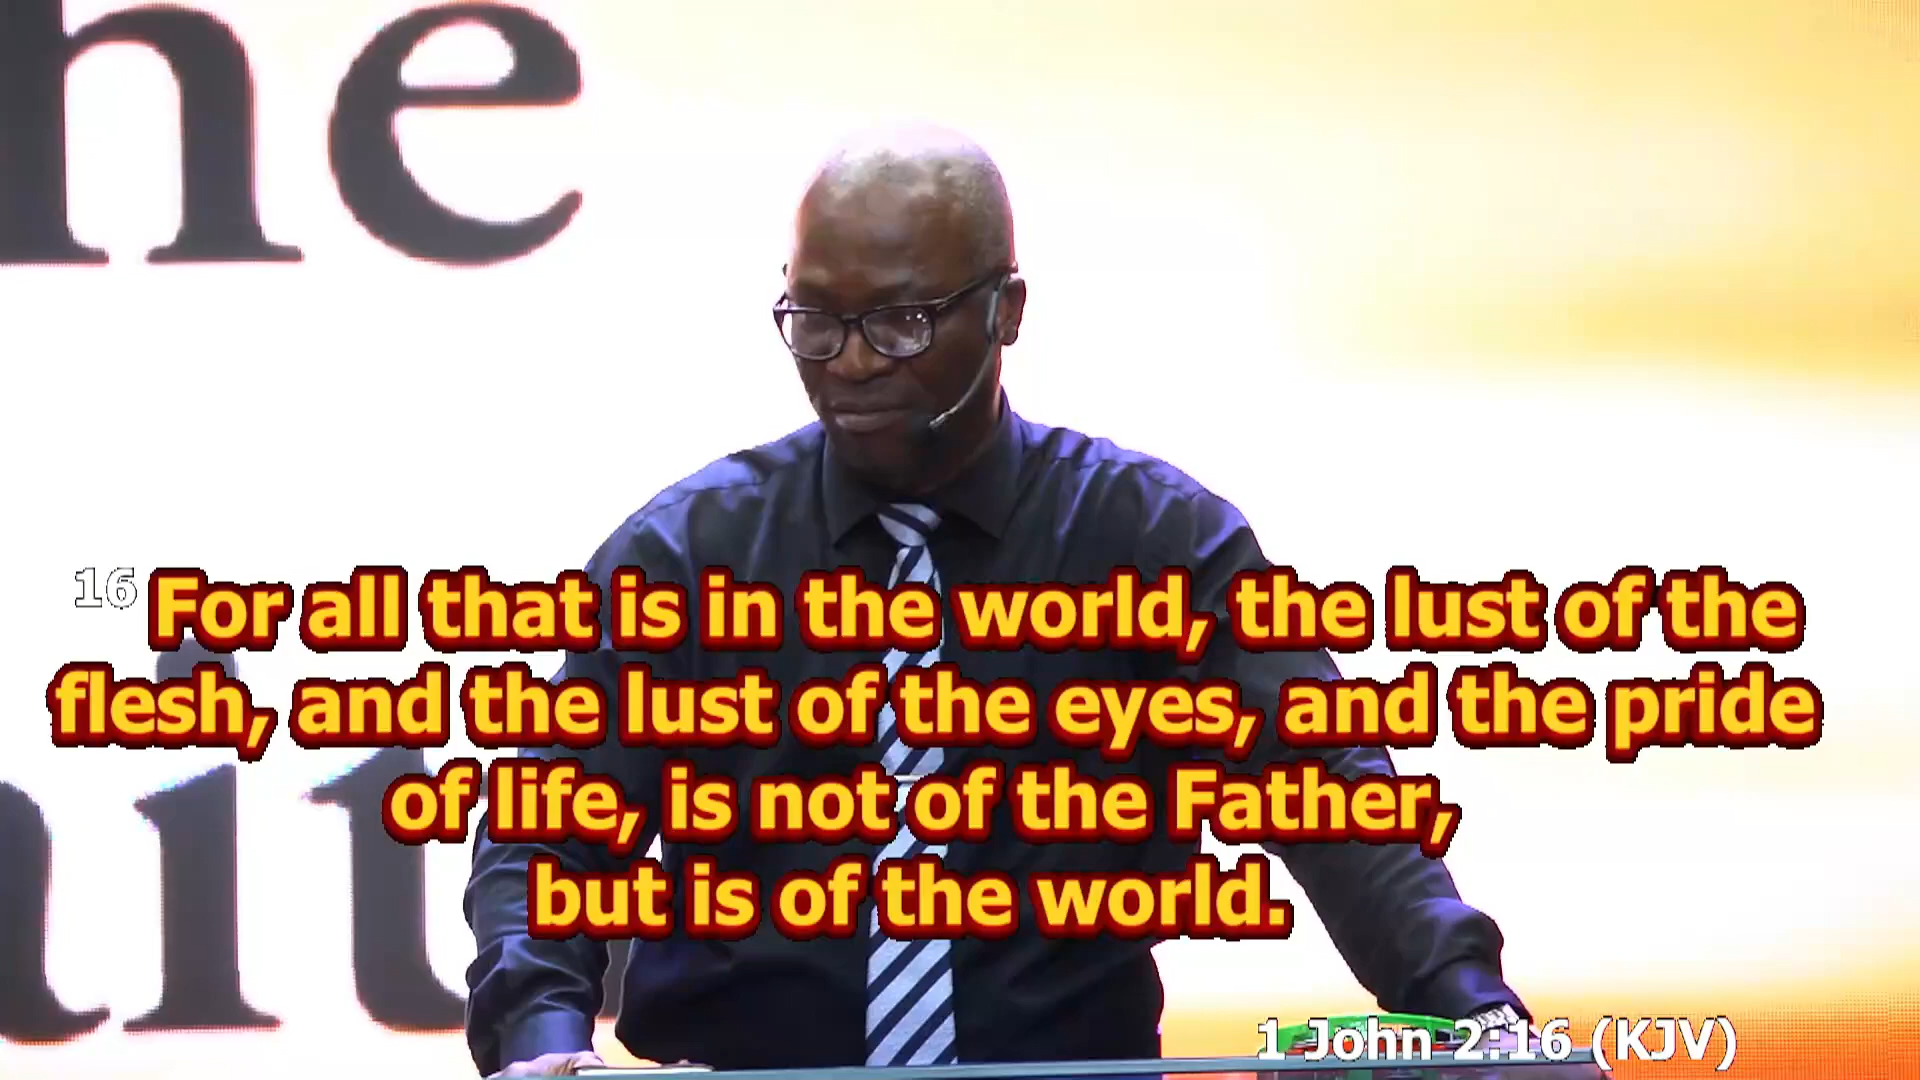 he
uit
16 For all that is in the world, the lust of the
flesh, and the lust of the eyes, and the pride
of life, is not of the Father,
but is of the world.
1 John 2:16 (KJV)